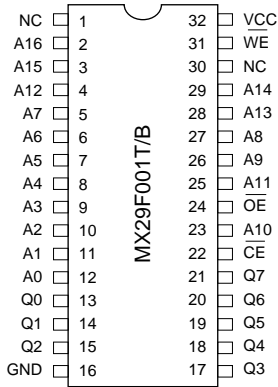 NC 1 32 VCC
A16 2 31 W̅E̅
A15 3 30 NC
A12 4 29 A14
A7 5 28 A13
A6 6 27 A8
A5 7 26 A9
A4 8 25 A11
A3 9 24 O̅E̅
A2 10 23 A10
A1 11 22 C̅E̅
A0 12 21 Q7
Q0 13 20 Q6
Q1 14 19 Q5
Q2 15 18 Q4
GND 16 17 Q3
MX29F001T/B